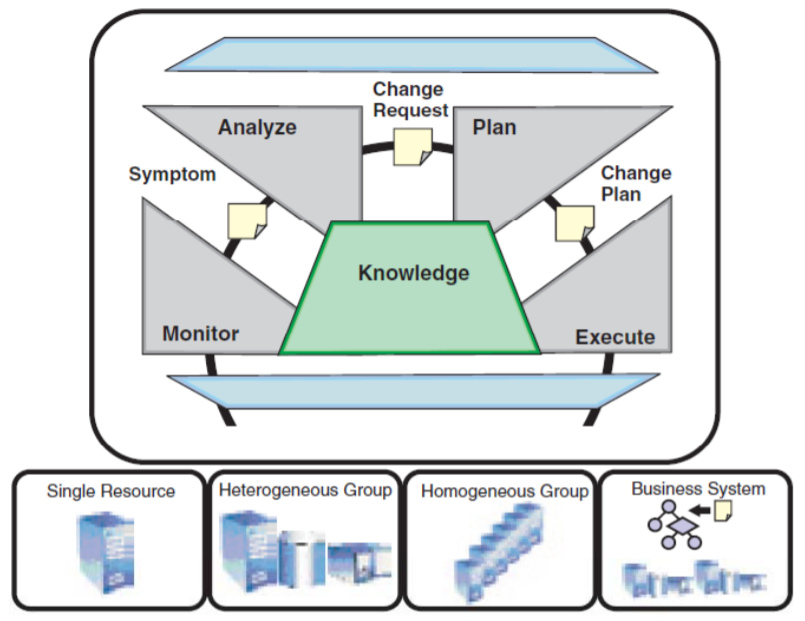 Change
Request
Analyze
Plan
Symptom
Change
Plan
Knowledge
Monitor
Execute
Single Resource
Heterogeneous Group
Homogeneous Group
Business System